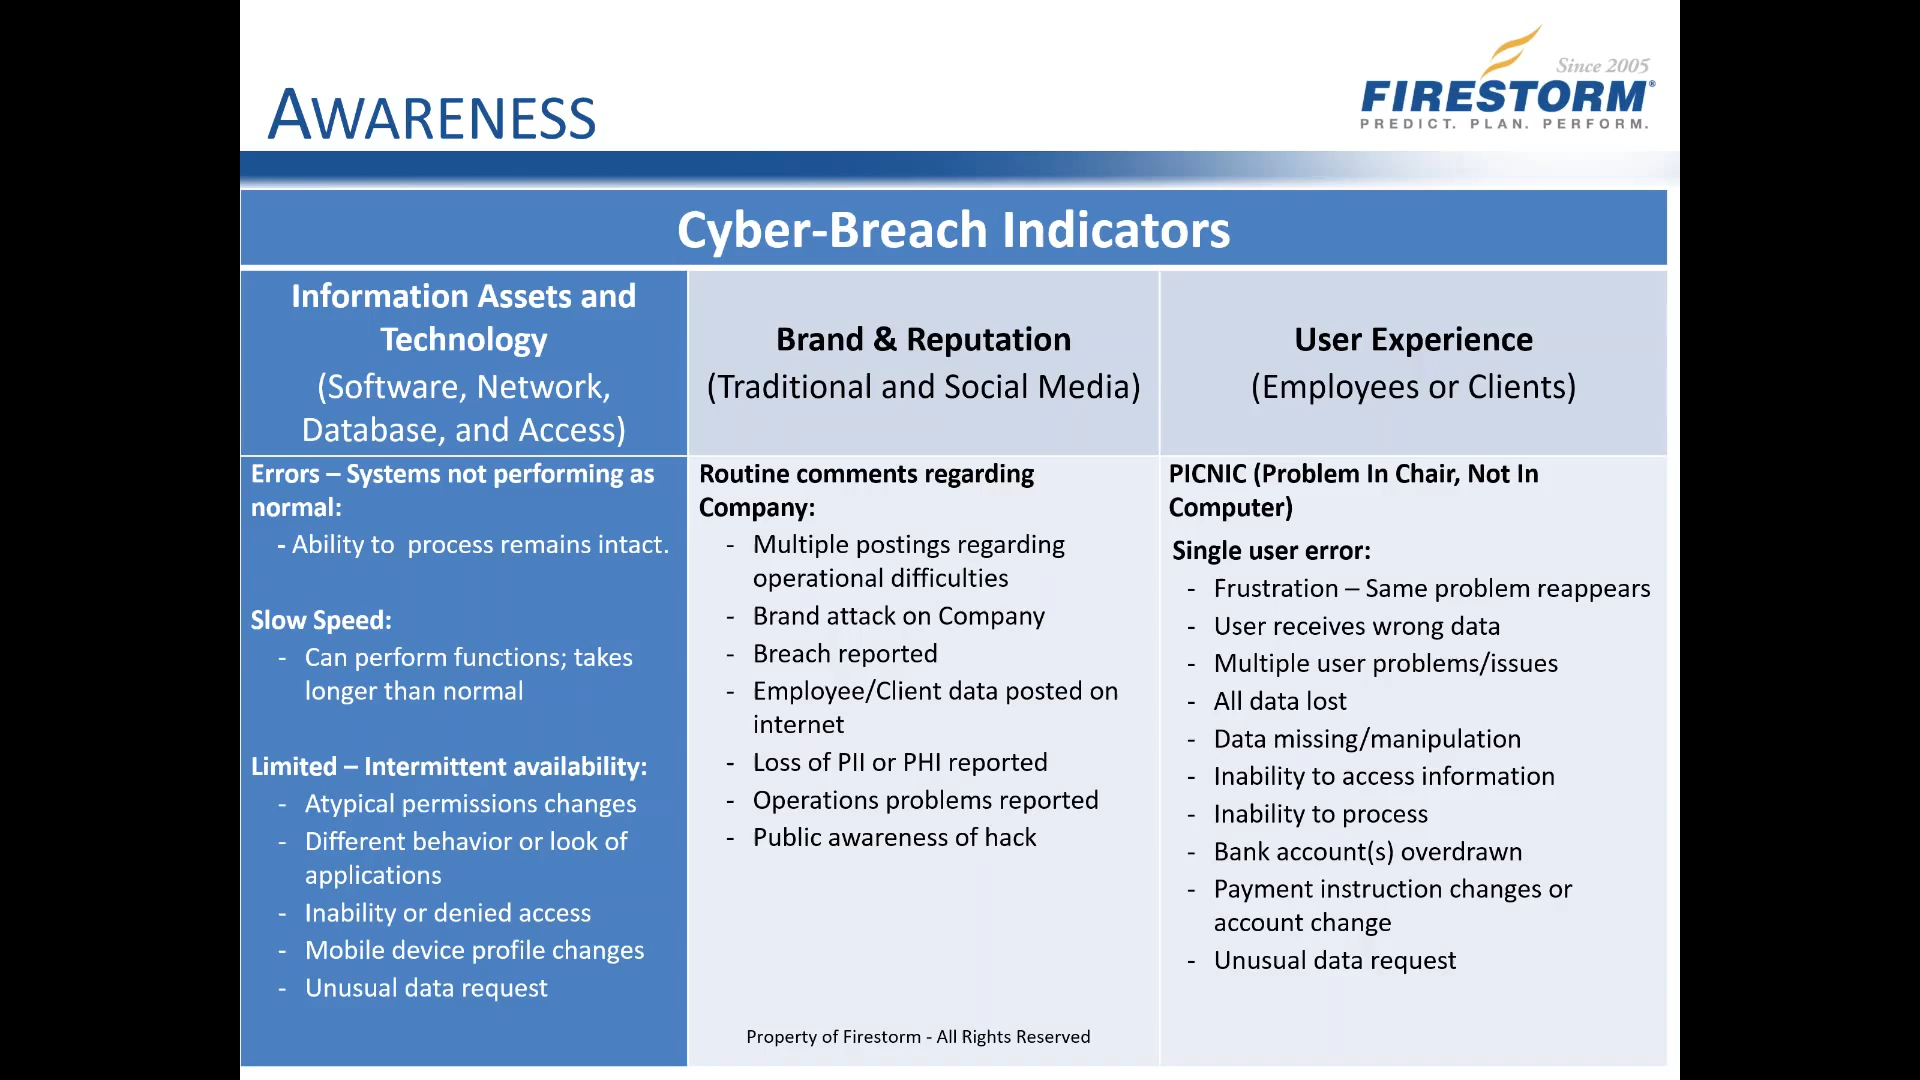 AWARENESS
Since 2005
FIRESTORM®
PREDICT. PLAN. PERFORM.
Cyber-Breach Indicators
Information Assets and
Technology
(Software, Network,
Database, and Access)
Brand & Reputation
(Traditional and Social Media)
User Experience
(Employees or Clients)
Errors – Systems not performing as
normal:
- Ability to process remains intact.
Slow Speed:
- Can perform functions; takes
longer than normal
Limited – Intermittent availability:
- Atypical permissions changes
- Different behavior or look of
applications
- Inability or denied access
- Mobile device profile changes
- Unusual data request
Routine comments regarding
Company:
- Multiple postings regarding
operational difficulties
- Brand attack on Company
- Breach reported
- Employee/Client data posted on
internet
- Loss of PII or PHI reported
- Operations problems reported
- Public awareness of hack
PICNIC (Problem In Chair, Not In
Computer)
Single user error:
- Frustration – Same problem reappears
- User receives wrong data
- Multiple user problems/issues
- All data lost
- Data missing/manipulation
- Inability to access information
- Inability to process
- Bank account(s) overdrawn
- Payment instruction changes or
account change
- Unusual data request
Property of Firestorm - All Rights Reserved